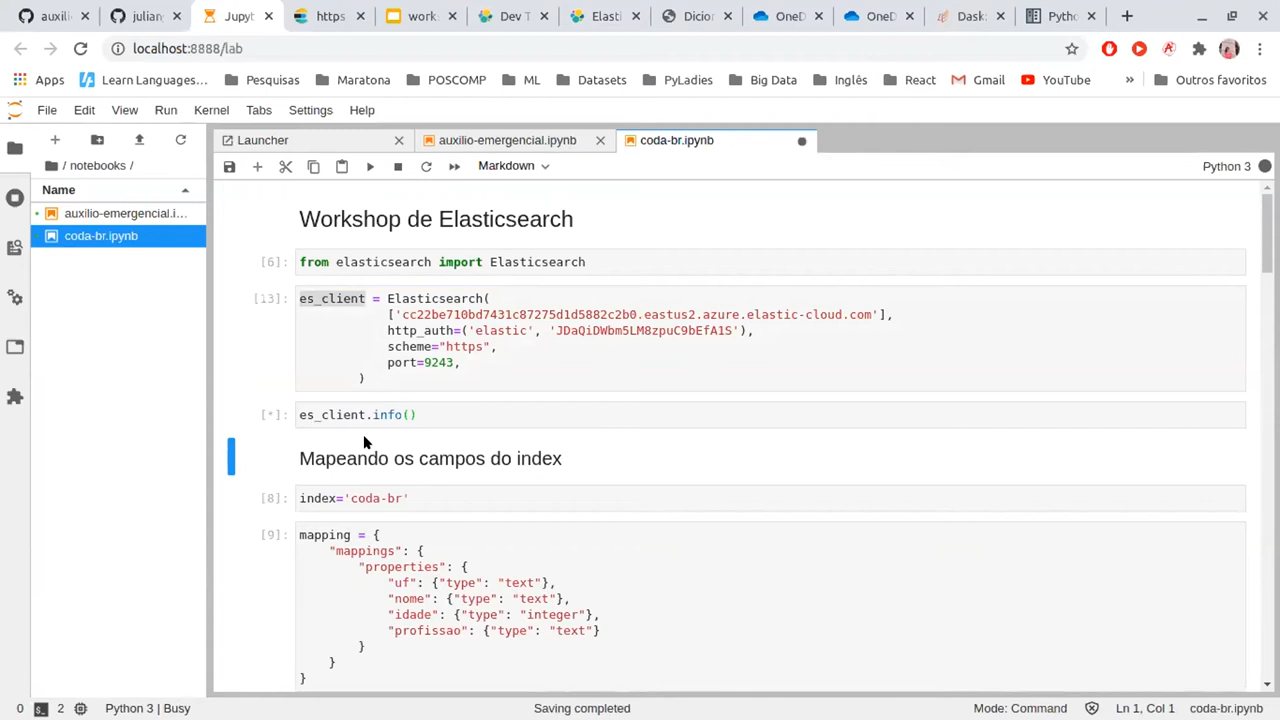 auxili
julian
Jupyt
https
work
Dev T
Elasti
Dicior
OneD
OneD
Dask
Pytho
localhost:8888/lab
Apps
Learn Languages...
Pesquisas
Maratona
POSCOMP
ML
Datasets
PyLadies
Big Data
Inglês
React
Gmail
YouTube
»
Outros favoritos
File Edit View Run Kernel Tabs Settings Help
Launcher
auxilio-emergencial.ipynb
coda-br.ipynb
/ notebooks /
Markdown
Python 3
Name
auxilio-emergencial.i...
coda-br.ipynb
Workshop de Elasticsearch
[6]: from elasticsearch import Elasticsearch
[13]: es_client = Elasticsearch(
['cc22be710bd7431c87275d1d5882c2b0.eastus2.azure.elastic-cloud.com'],
http_auth=('elastic', 'JDaQiDWbm5LM8zpuC9bEfA1S'),
scheme="https",
port=9243,
)
[*]: es_client.info()
Mapeando os campos do index
[8]: index='coda-br'
[9]: mapping = {
"mappings": {
"properties": {
"uf": {"type": "text"},
"nome": {"type": "text"},
"idade": {"type": "integer"},
"profissao": {"type": "text"}
}
}
}
0
2
Python 3 | Busy
Saving completed
Mode: Command
Ln 1, Col 1
coda-br.ipynb